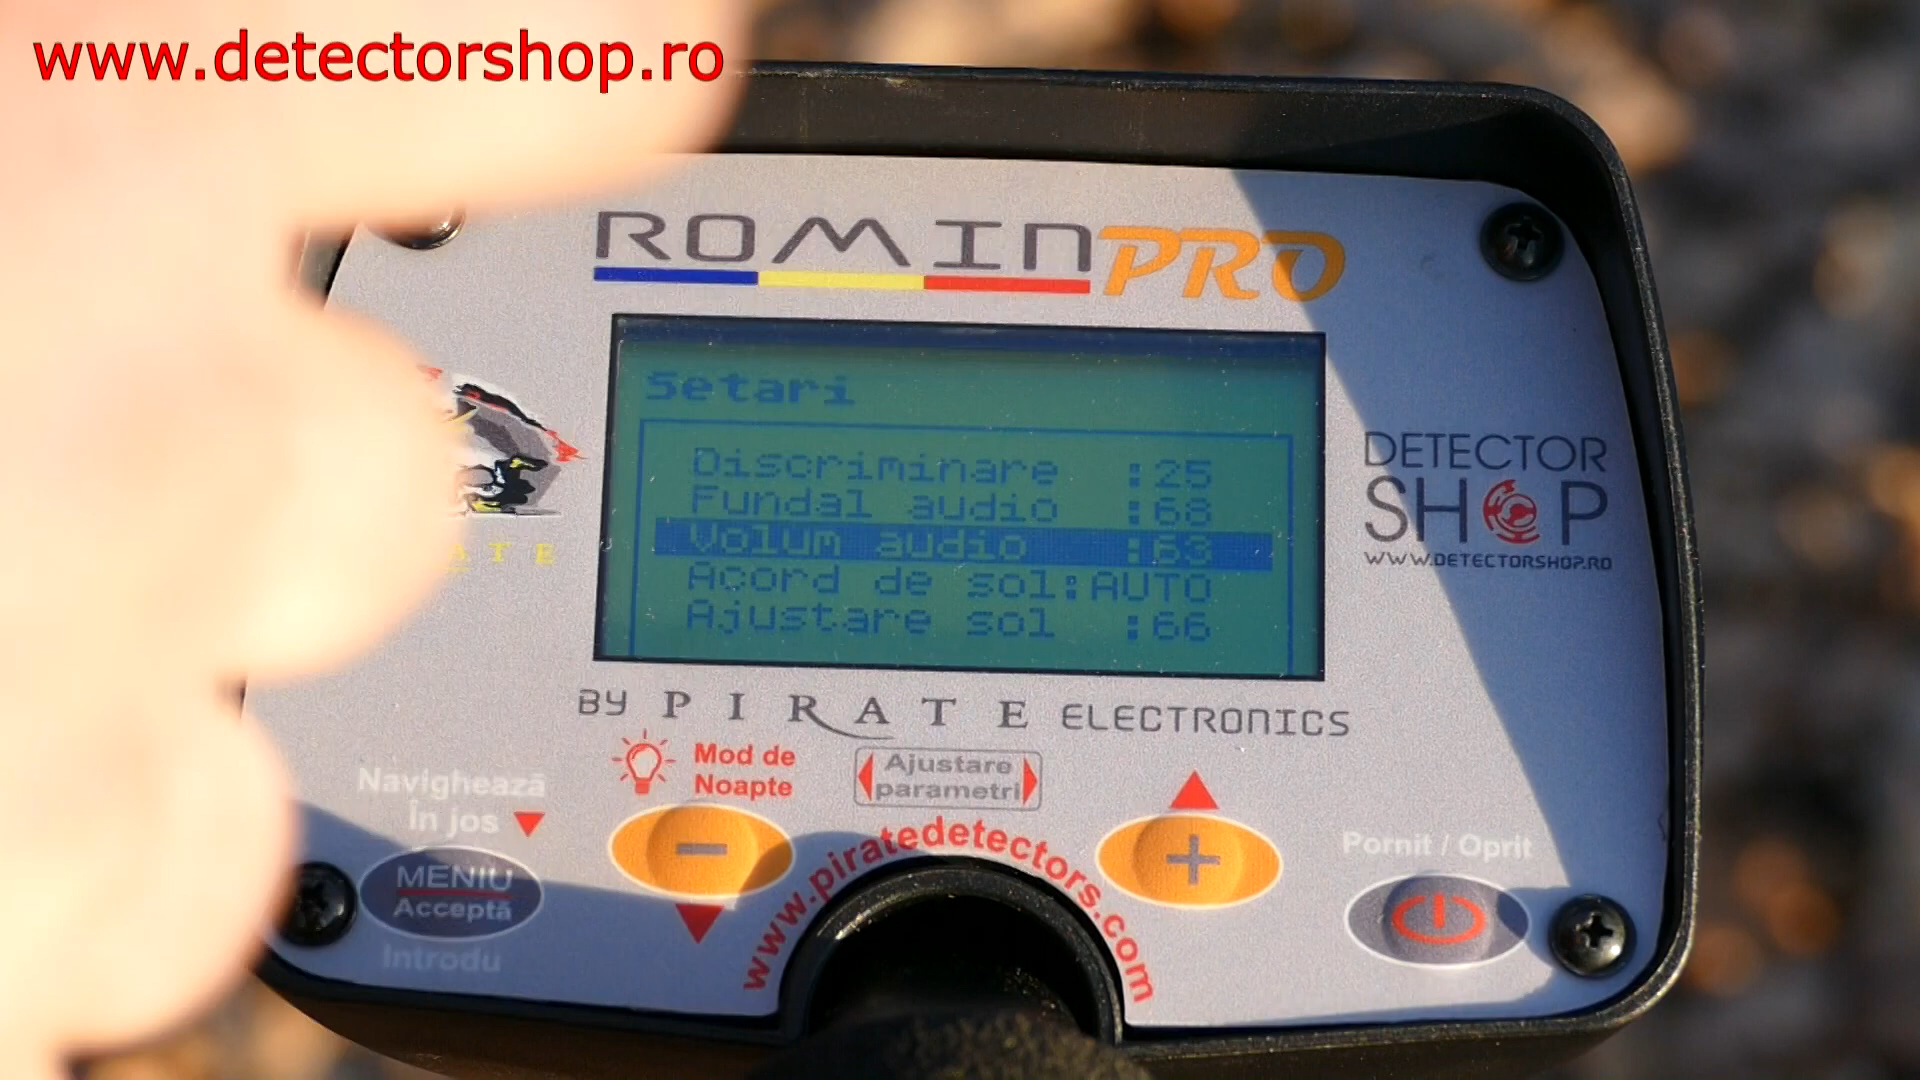 www.detectorshop.ro
ROMIN PRO
Setari
Discriminare :25
Fundal audio :68
Volum audio :63
Acord de sol:AUTO
Ajustare sol :66
DETECTOR
SHOP
WWW.DETECTORSHOP.RO
BY PIRATE ELECTRONICS
Mod de
Noapte
Ajustare
parametri
Navighează
În jos
MENIU
Acceptă
Introdu
−
+
Pornit / Oprit
www.piratedetectors.com